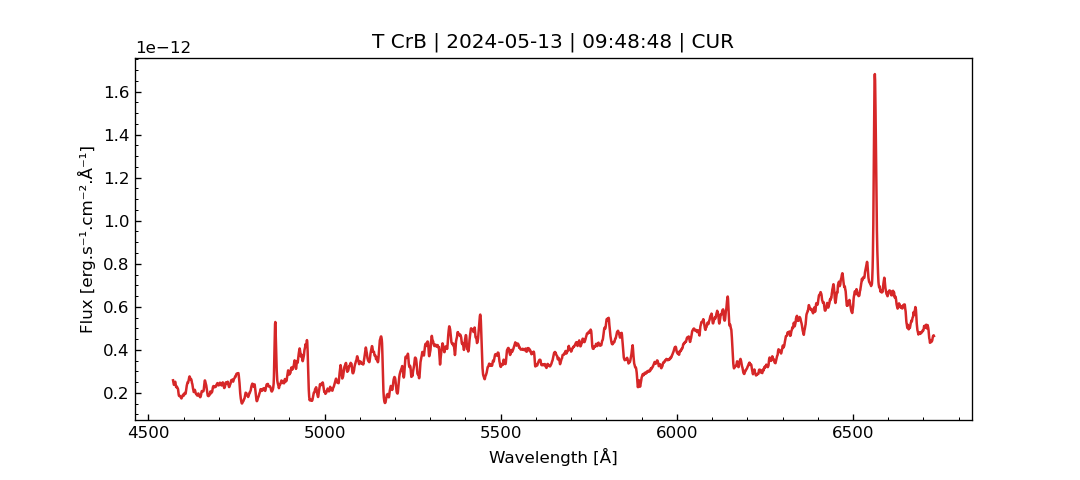 T CrB | 2024-05-13 | 09:48:48 | CUR
1e−12
1.6
1.4
1.2
1.0
0.8
0.6
0.4
0.2
Flux [erg.s⁻¹.cm⁻².Å⁻¹]
4500 5000 5500 6000 6500
Wavelength [Å]